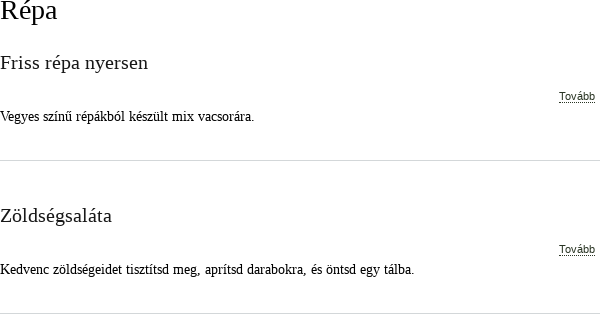 Répa
Friss répa nyersen
Tovább
Vegyes színű répákból készült mix vacsorára.
Zöldségsaláta
Tovább
Kedvenc zöldségeidet tisztítsd meg, aprítsd darabokra, és öntsd egy tálba.